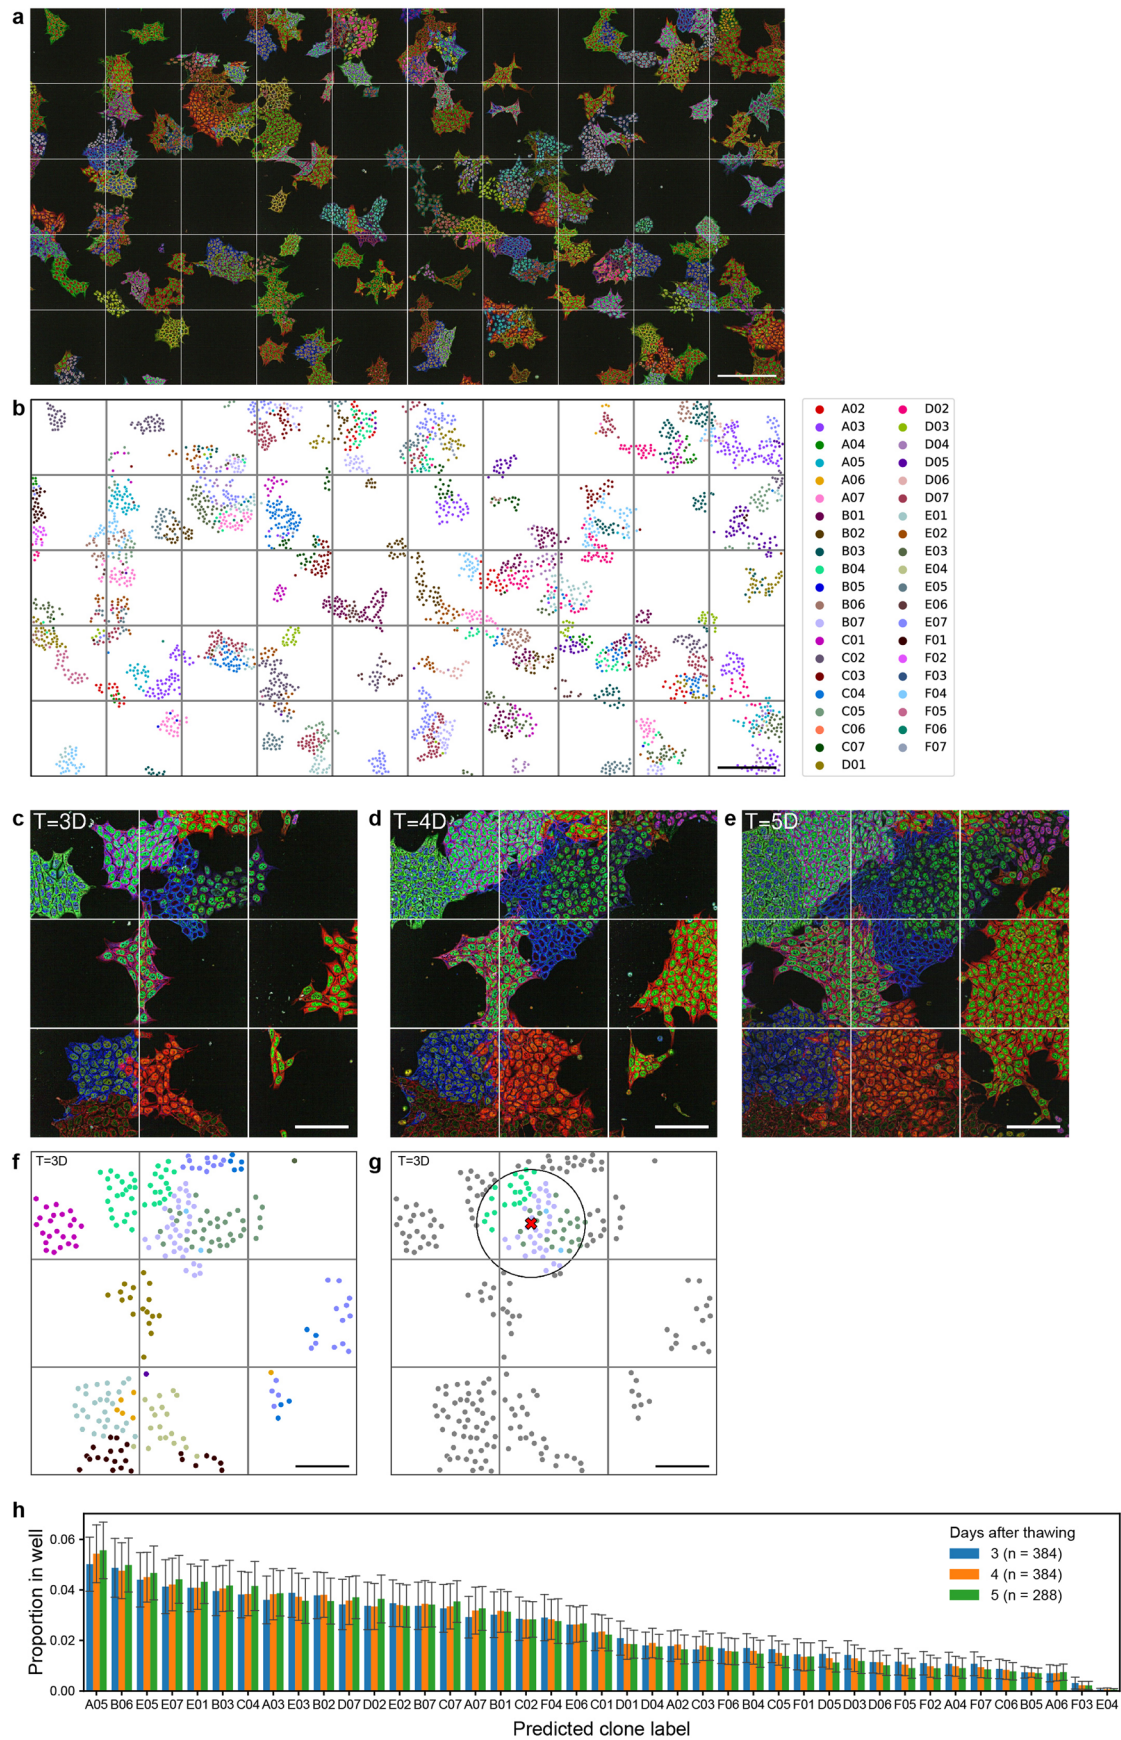 a
b
A02 D02
A03 D03
A04 D04
A05 D05
A06 D06
A07 D07
B01 E01
B02 E02
B03 E03
B04 E04
B05 E05
B06 E06
B07 E07
C01 F01
C02 F02
C03 F03
C04 F04
C05 F05
C06 F06
C07 F07
D01
c T=3D
d T=4D
e T=5D
f T=3D
g T=3D
h
Days after thawing
3 (n = 384)
4 (n = 384)
5 (n = 288)
Proportion in well
0.06
0.04
0.02
0.00
A05 B06 E05 E07 E01 B03 C04 A03 E03 B02 D07 D02 E02 B07 C07 A07 B01 C02 F04 E06 C01 D01 D04 A02 C03 F06 B04 C05 F01 D05 D03 D06 F05 F02 A04 F07 C06 B05 A06 F03 E04
Predicted clone label